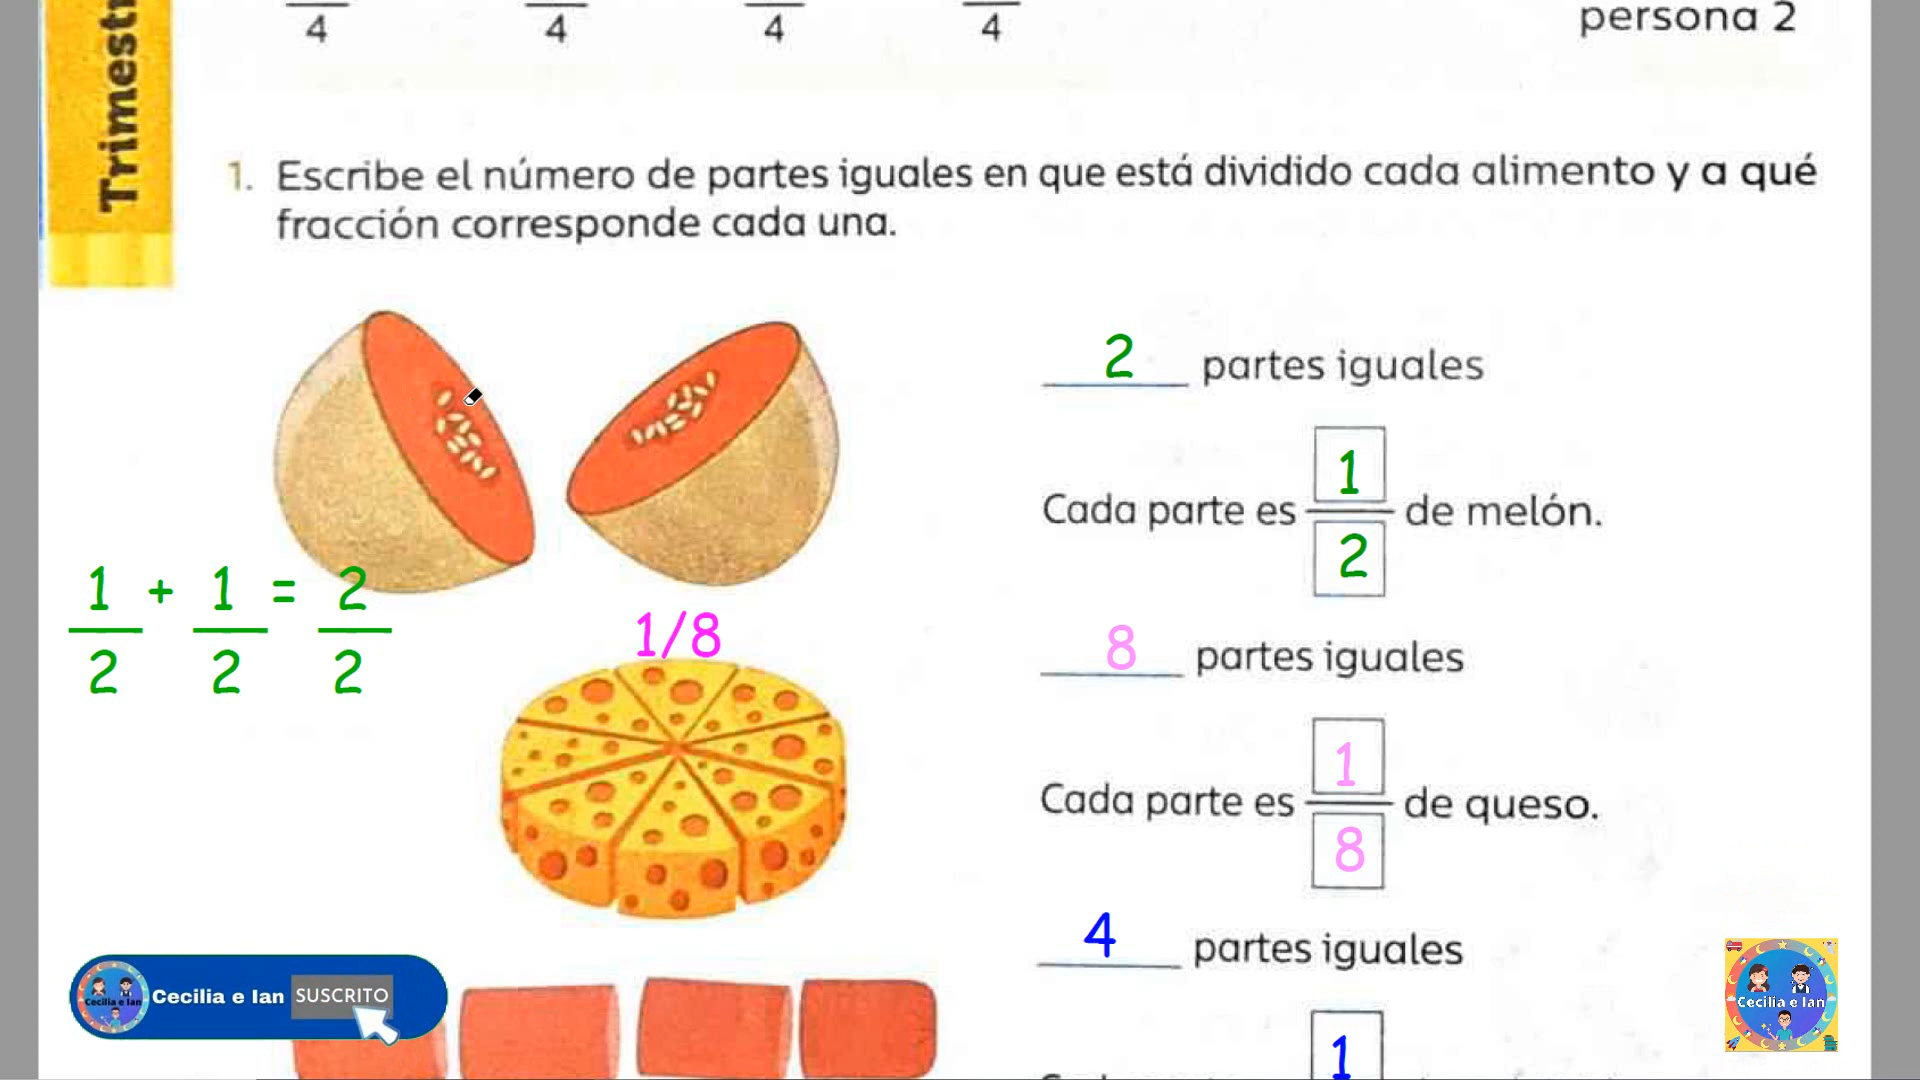 4 4 4 4 persona 2
Trimest
1. Escribe el número de partes iguales en que está dividido cada alimento y a qué
fracción corresponde cada una.
2 partes iguales
1
Cada parte es de melón.
2
1 + 1 = 2
2 2 2
1/8
8 partes iguales
1
Cada parte es de queso.
8
4 partes iguales
Cecilia e Ian
Cecilia e Ian SUSCRITO
Cecilia e Ian
1